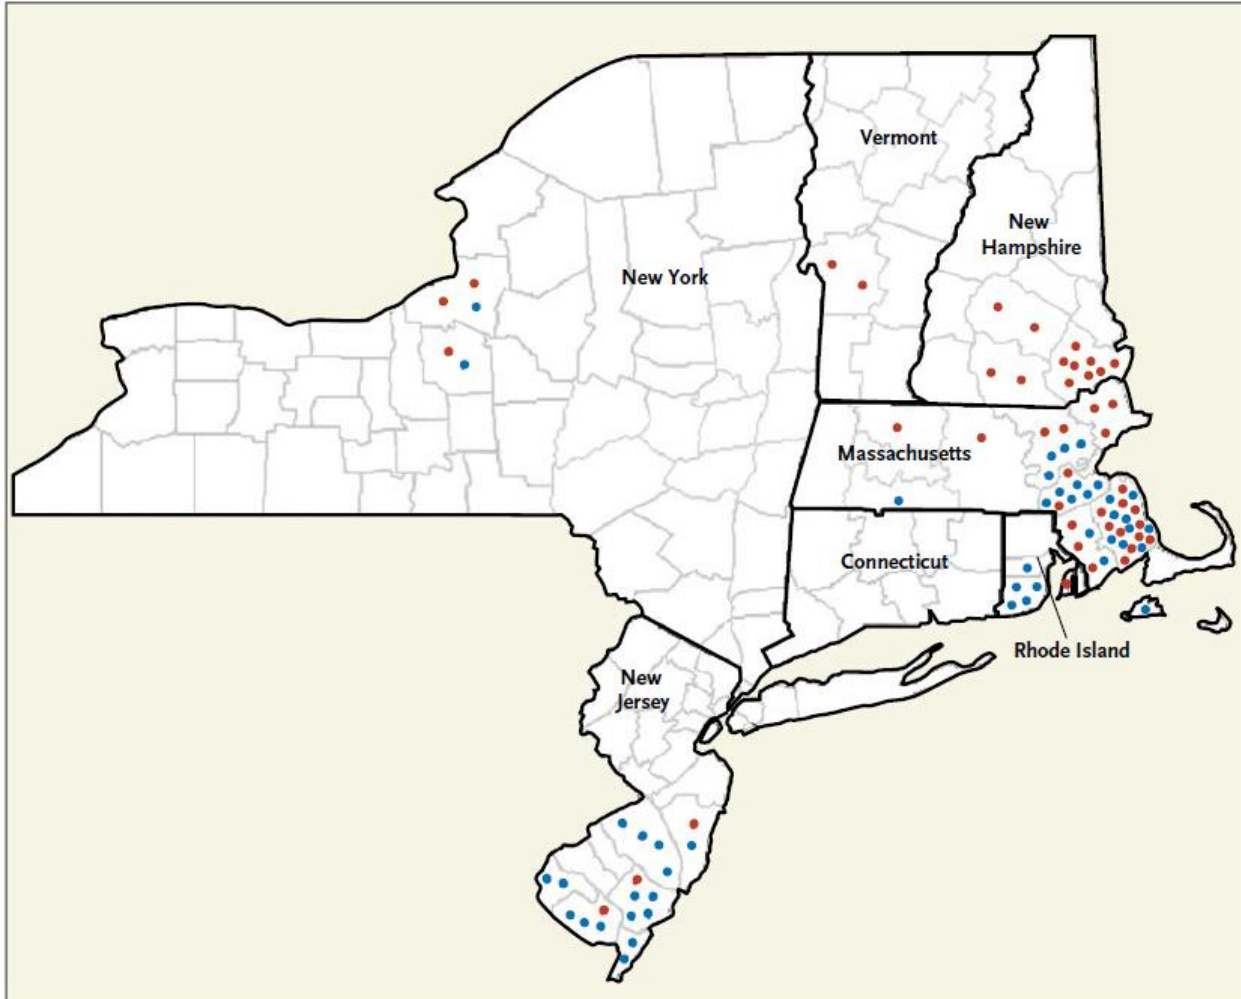 Vermont
New
Hampshire
New York
Massachusetts
Connecticut
Rhode Island
New
Jersey